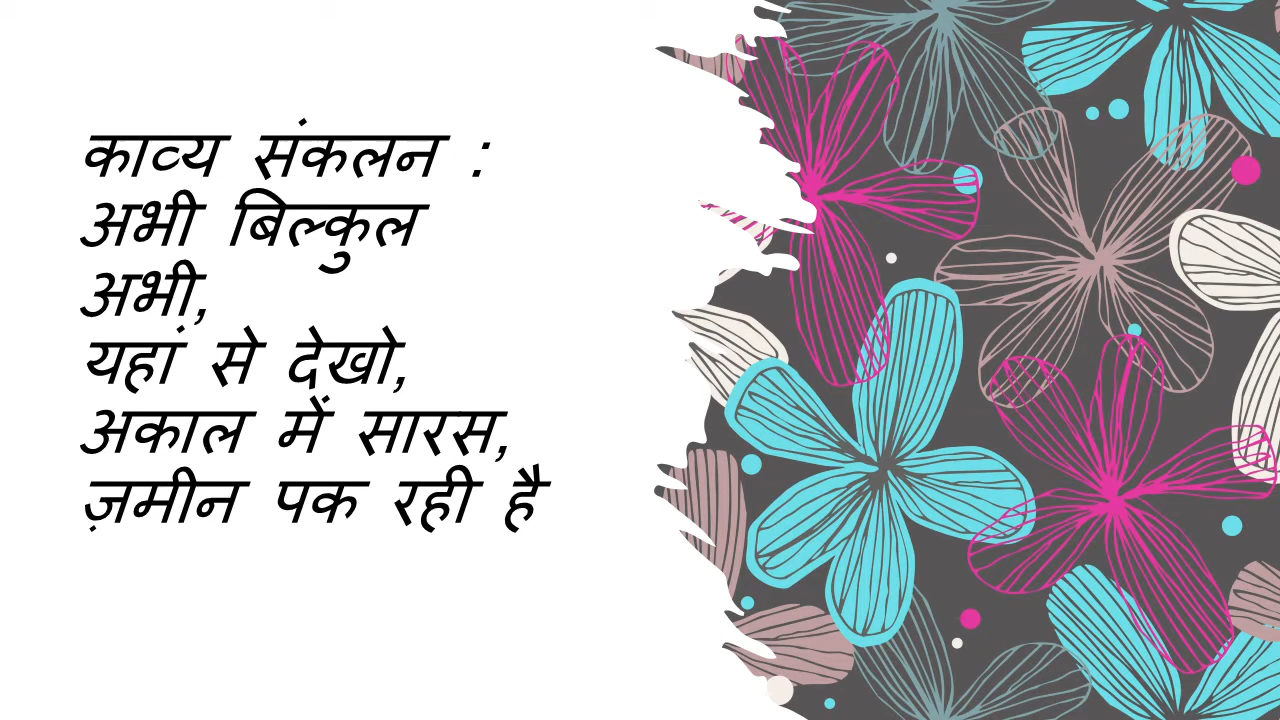 काव्य संकलन :
अभी बिल्कुल
अभी,
यहां से देखो,
अकाल में सारस,
ज़मीन पक रही है